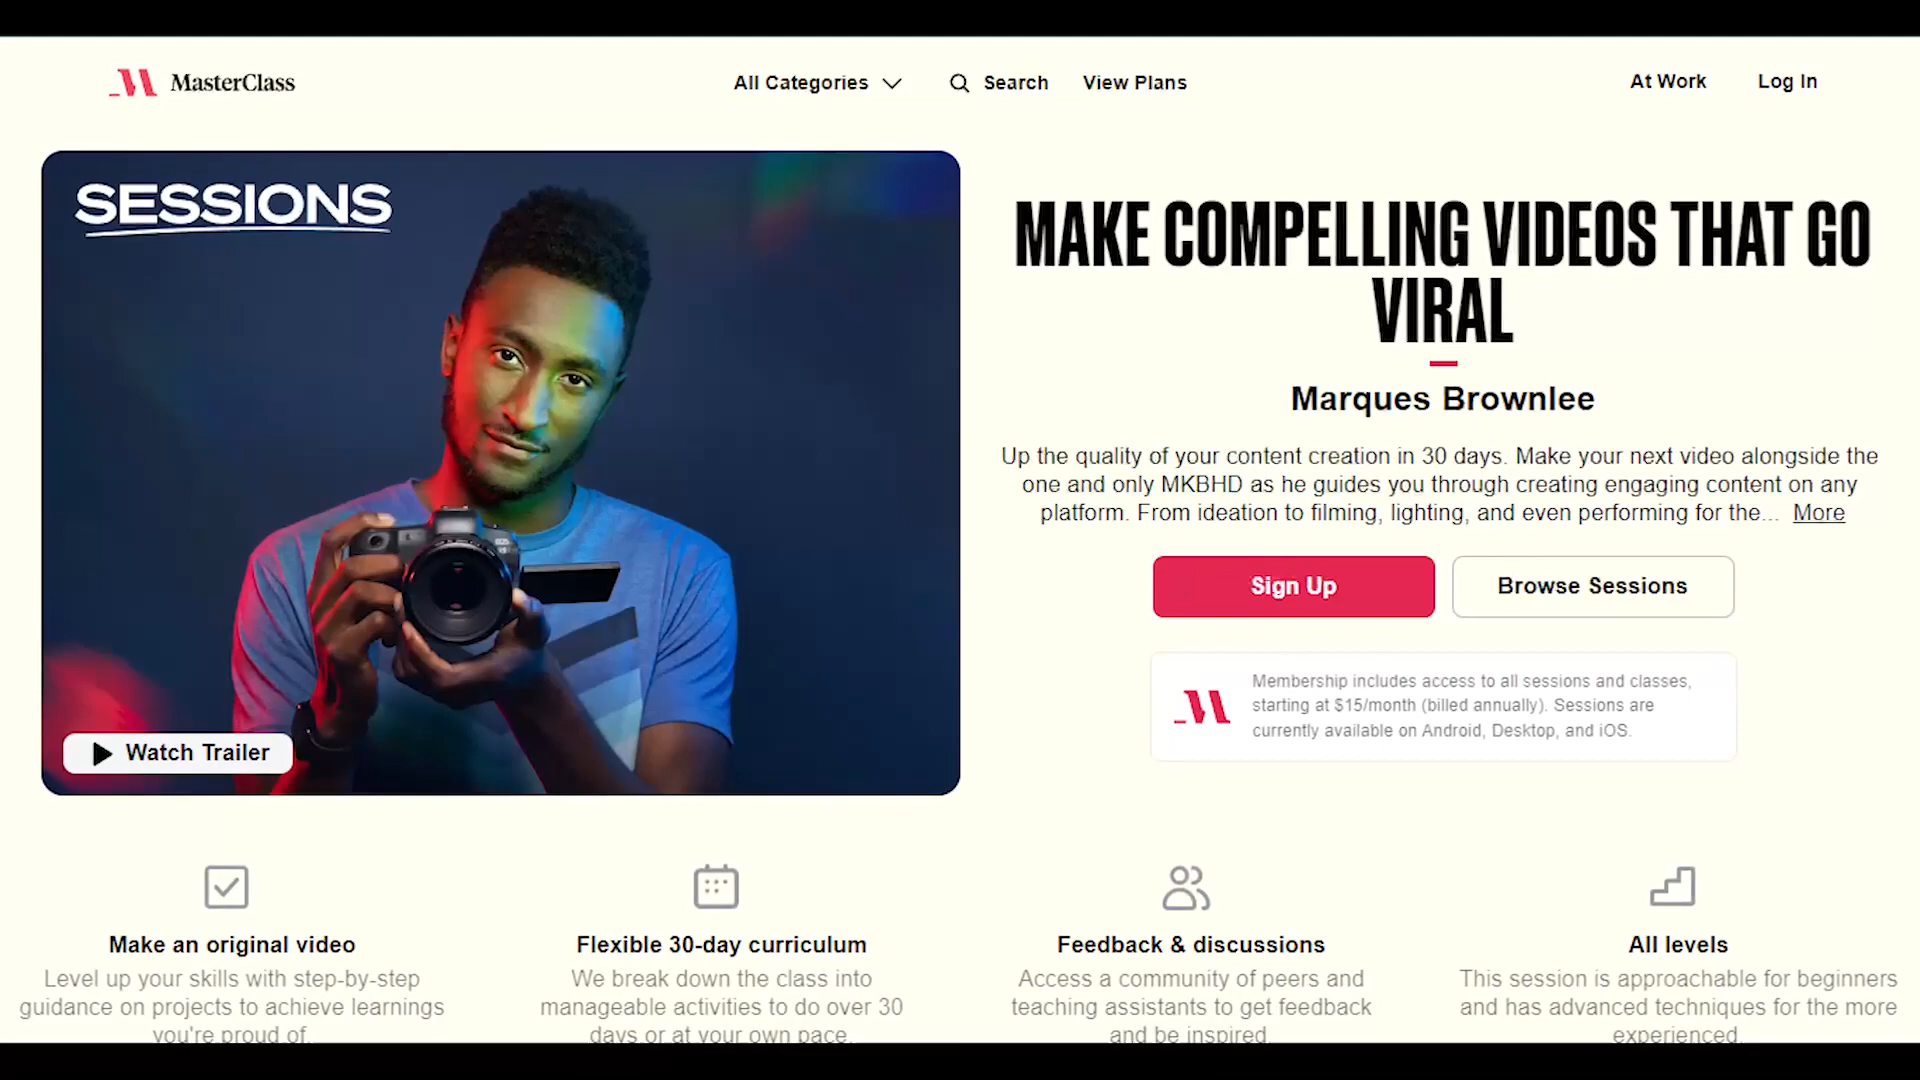 MasterClass
All Categories
Search
View Plans
At Work
Log In
SESSIONS
Watch Trailer
MAKE COMPELLING VIDEOS THAT GO
VIRAL
Marques Brownlee
Up the quality of your content creation in 30 days. Make your next video alongside the
one and only MKBHD as he guides you through creating engaging content on any
platform. From ideation to filming, lighting, and even performing for the... More
Sign Up
Browse Sessions
Membership includes access to all sessions and classes,
starting at $15/month (billed annually). Sessions are
currently available on Android, Desktop, and iOS.
Make an original video
Level up your skills with step-by-step
guidance on projects to achieve learnings
you're proud of.
Flexible 30-day curriculum
We break down the class into
manageable activities to do over 30
days or at your own pace.
Feedback & discussions
Access a community of peers and
teaching assistants to get feedback
and be inspired.
All levels
This session is approachable for beginners
and has advanced techniques for the more
experienced.